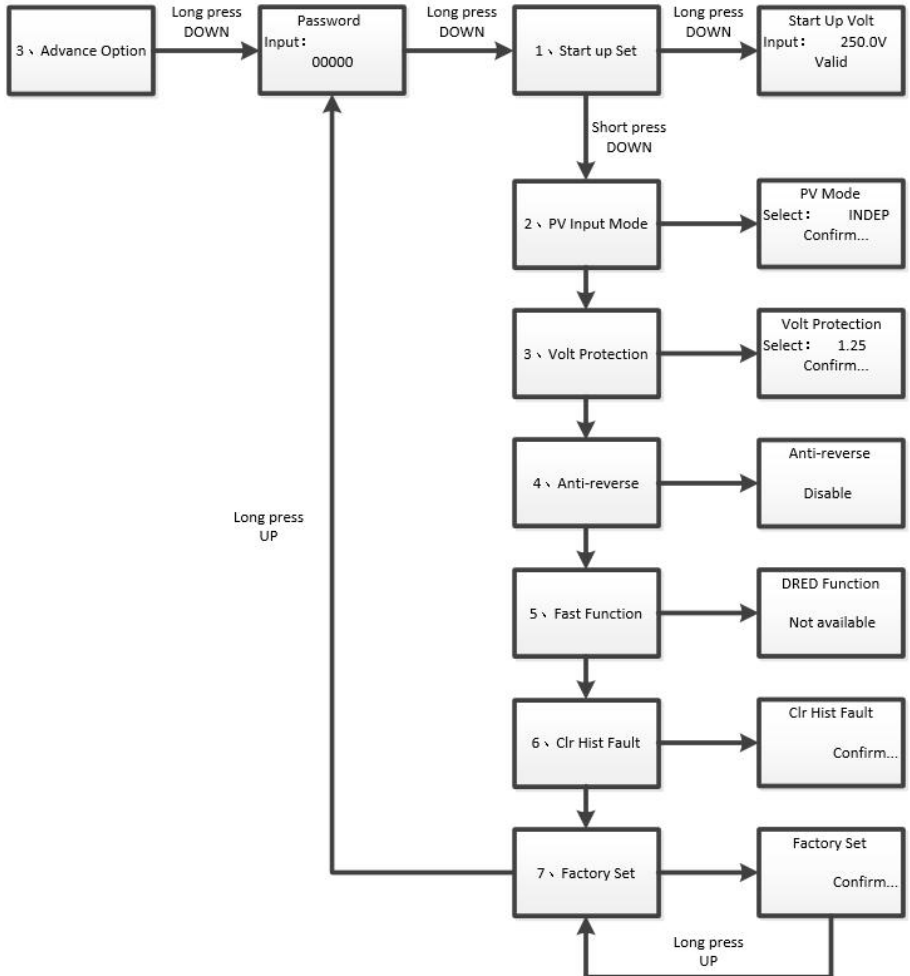 Long press
DOWN
Long press
DOWN
Long press
DOWN
3、Advance Option
Password
Input：
00000
1、Start up Set
Start Up Volt
Input： 250.0V
Valid
Short press
DOWN
2、PV Input Mode
PV Mode
Select： INDEP
Confirm...
3、Volt Protection
Volt Protection
Select： 1.25
Confirm...
4、Anti-reverse
Anti-reverse
Disable
Long press
UP
5、Fast Function
DRED Function
Not available
6、Clr Hist Fault
Clr Hist Fault
Confirm...
7、Factory Set
Factory Set
Confirm...
Long press
UP